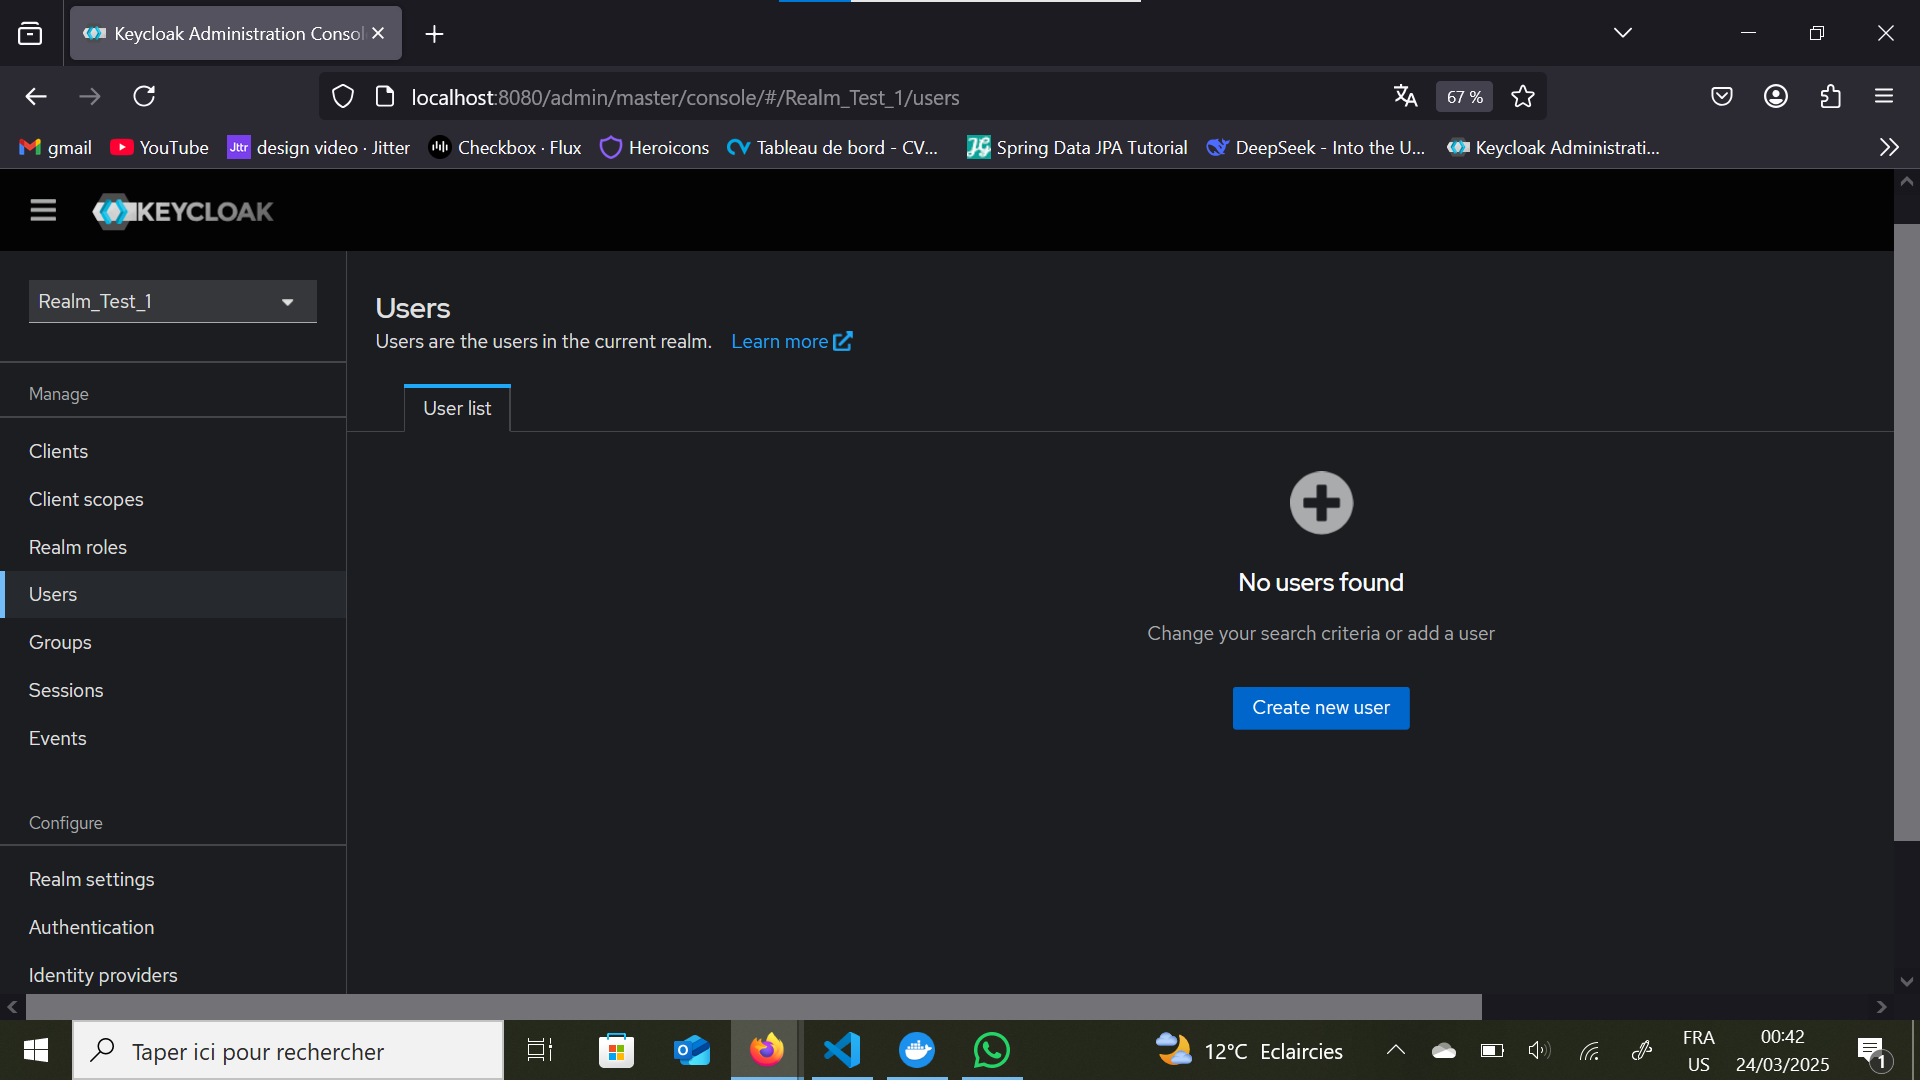 Keycloak Administration Consol
localhost:8080/admin/master/console/#/Realm_Test_1/users
67 %
gmail
YouTube
Jttr
design video · Jitter
Checkbox · Flux
Heroicons
Tableau de bord - CV...
Spring Data JPA Tutorial
DeepSeek - Into the U...
Keycloak Administrati...
KEYCLOAK
Realm_Test_1
Manage
Clients
Client scopes
Realm roles
Users
Groups
Sessions
Events
Configure
Realm settings
Authentication
Identity providers
Users
Users are the users in the current realm. Learn more
User list
No users found
Change your search criteria or add a user
Create new user
Taper ici pour rechercher
12°C Eclaircies
FRA
US
00:42
24/03/2025
1